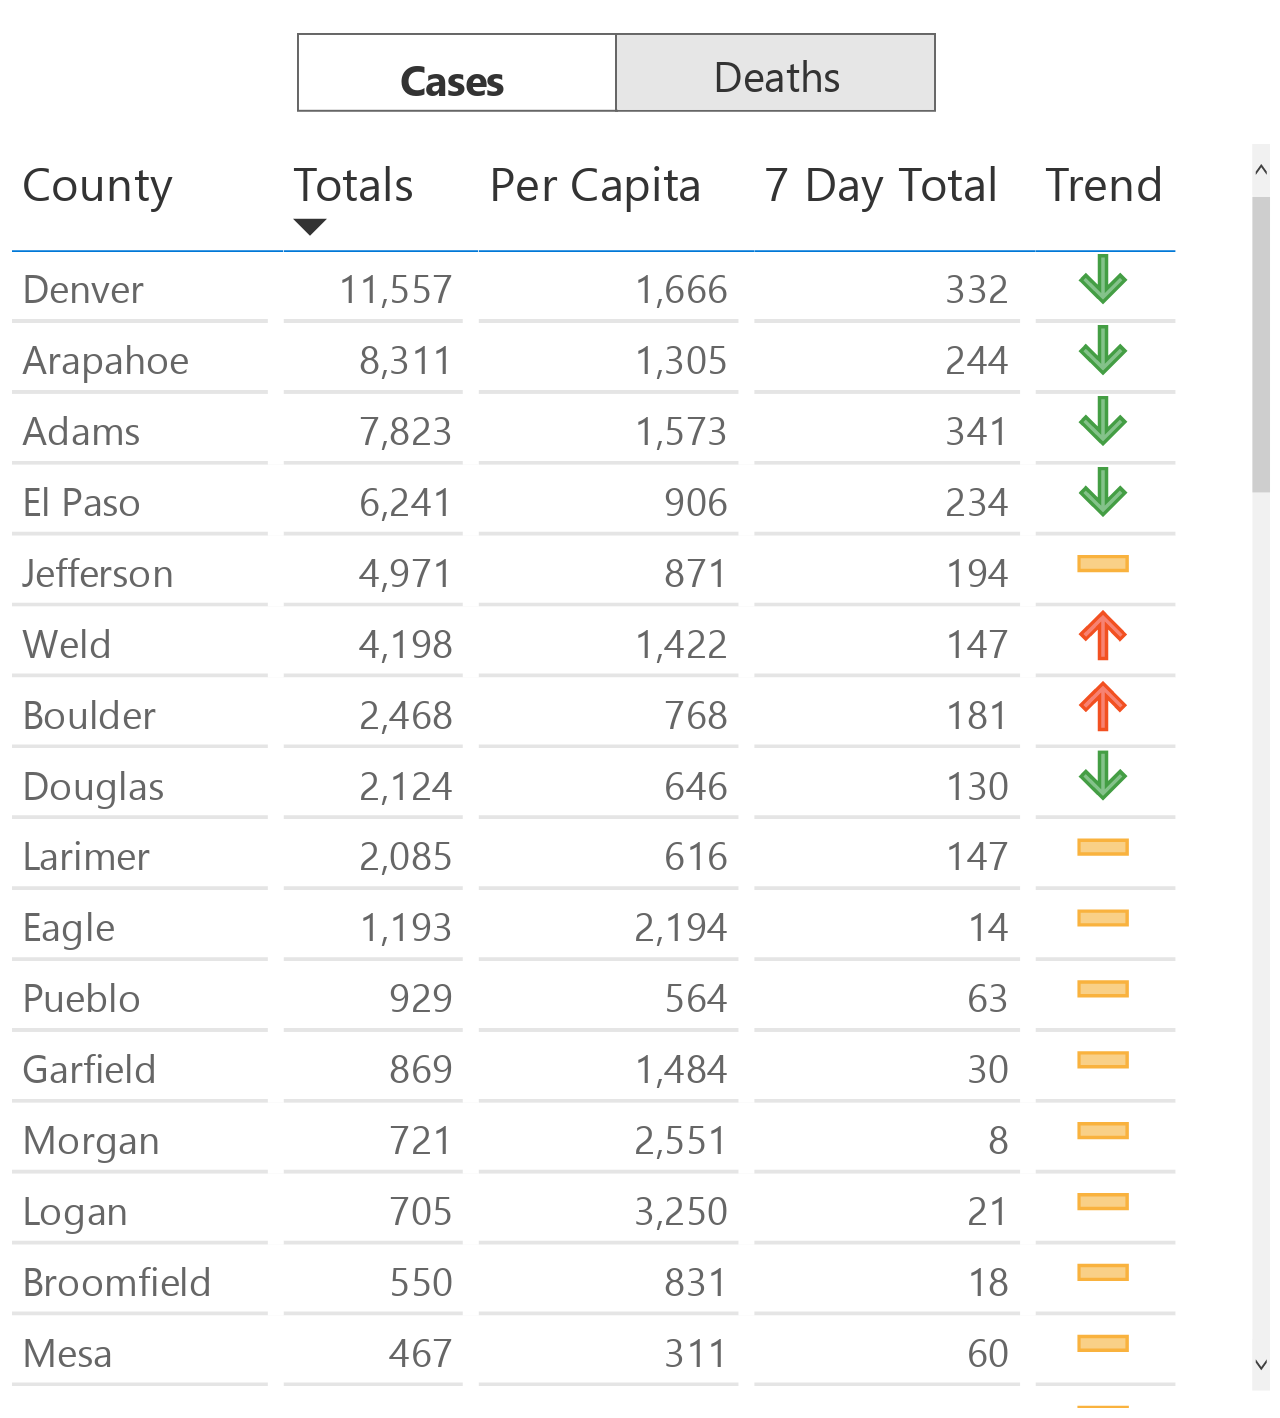 Cases Deaths
County Totals Per Capita 7 Day Total Trend
Denver 11,557 1,666 332
Arapahoe 8,311 1,305 244
Adams 7,823 1,573 341
El Paso 6,241 906 234
Jefferson 4,971 871 194
Weld 4,198 1,422 147
Boulder 2,468 768 181
Douglas 2,124 646 130
Larimer 2,085 616 147
Eagle 1,193 2,194 14
Pueblo 929 564 63
Garfield 869 1,484 30
Morgan 721 2,551 8
Logan 705 3,250 21
Broomfield 550 831 18
Mesa 467 311 60